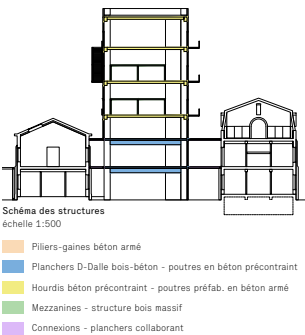 Schéma des structures
échelle 1:500
Piliers-gaines béton armé
Planchers D-Dalle bois-béton - poutres en béton précontraint
Hourdis béton précontraint - poutres préfab. en béton armé
Mezzanines - structure bois massif
Connexions - planchers collaborant